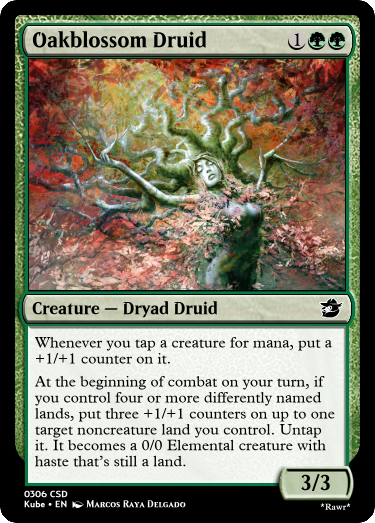 Oakblossom Druid 1
Creature — Dryad Druid
Whenever you tap a creature for mana, put a
+1/+1 counter on it.
At the beginning of combat on your turn, if
you control four or more differently named
lands, put three +1/+1 counters on up to one
target noncreature land you control. Untap
it. It becomes a 0/0 Elemental creature with
haste that's still a land.
3/3
0306 CSD
Kube • EN Marcos Raya Delgado
*Rawr*